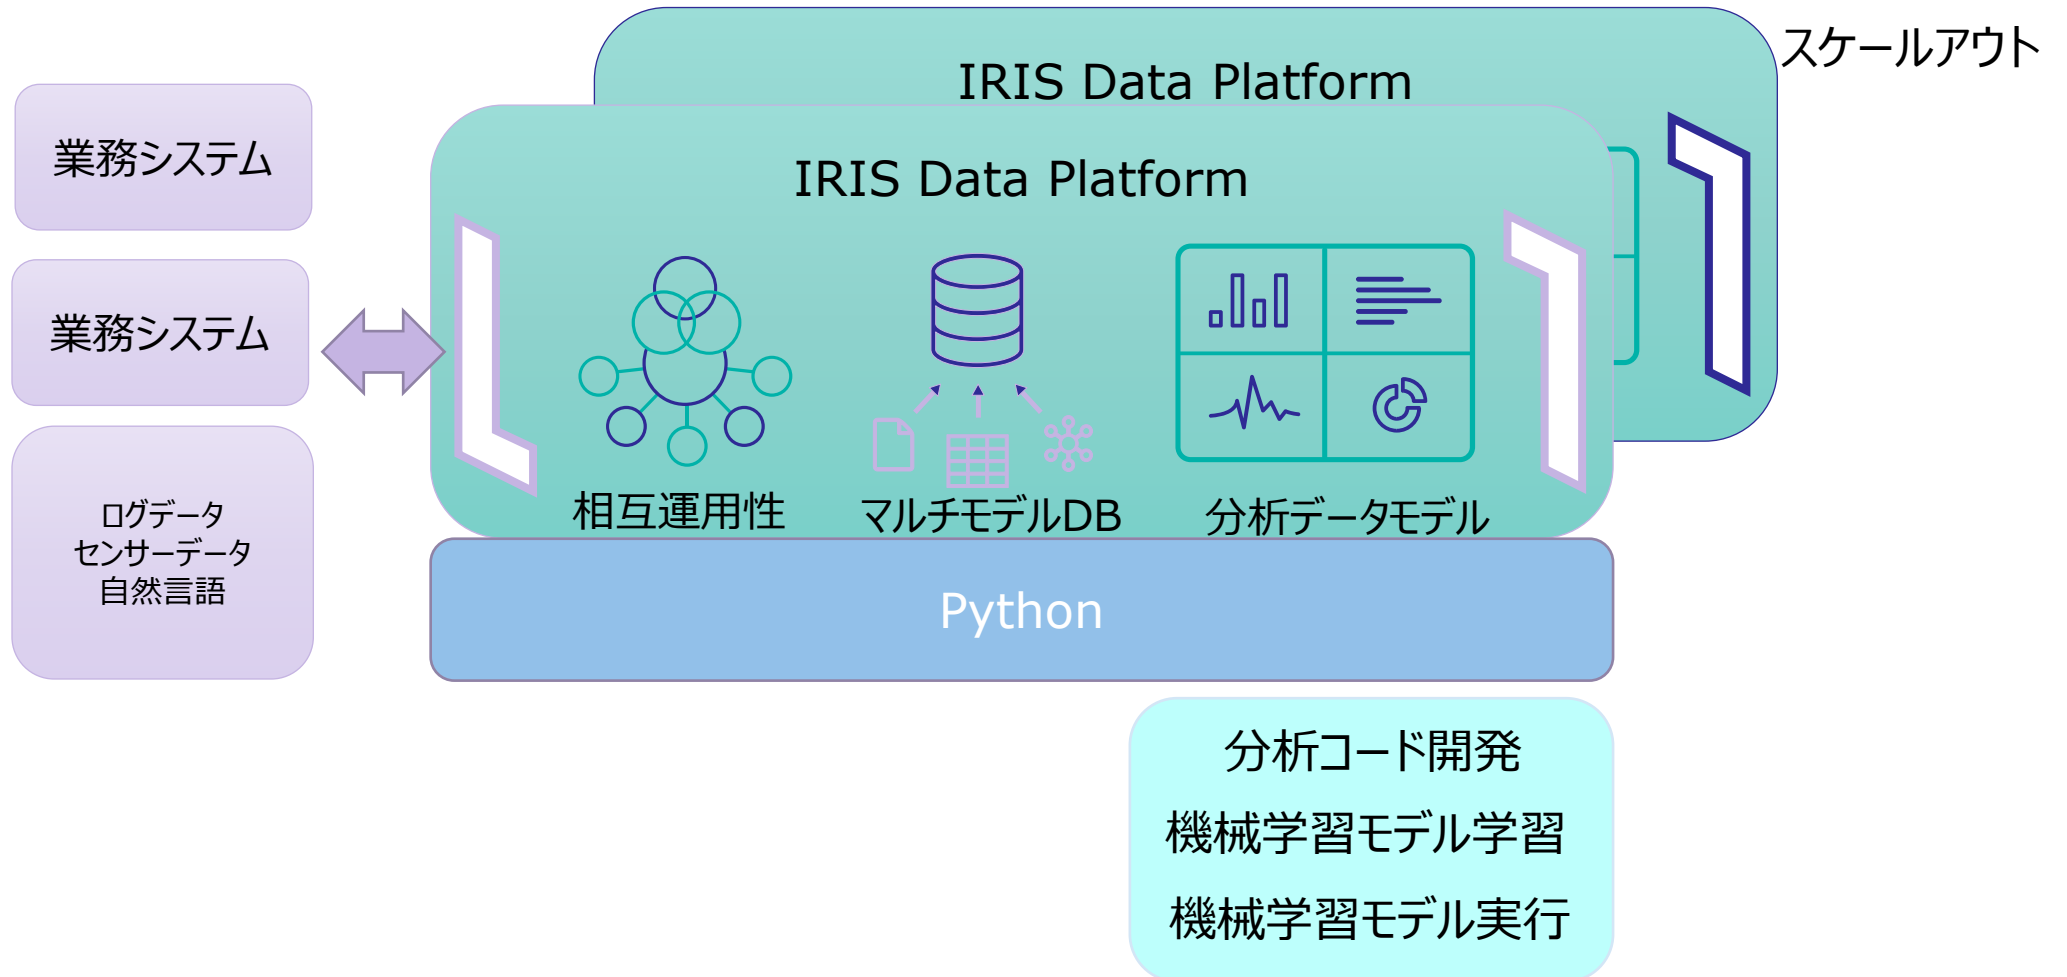 スケールアウト
IRIS Data Platform
IRIS Data Platform
業務システム
業務システム
ログデータ
センサーデータ
自然言語
相互運用性
マルチモデルDB
分析データモデル
Python
分析コード開発
機械学習モデル学習
機械学習モデル実行